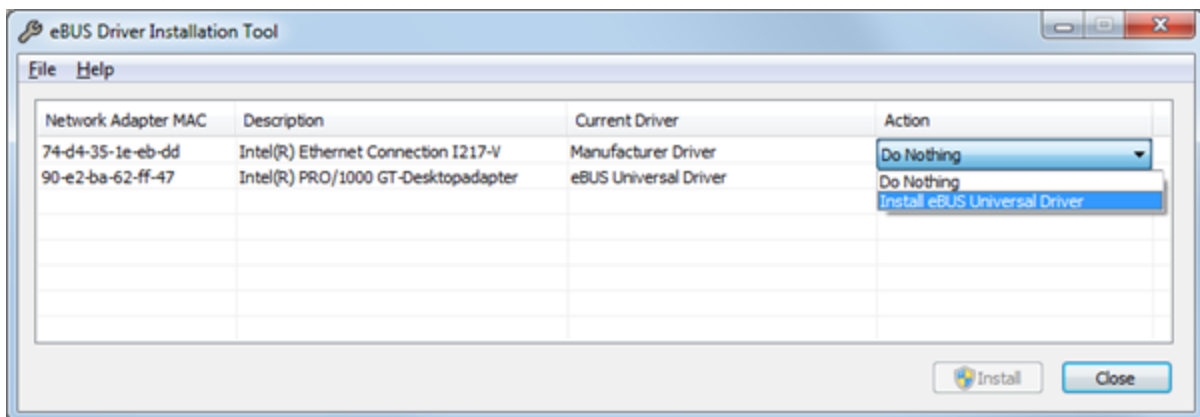 eBUS Driver Installation Tool
File Help
Network Adapter MAC Description Current Driver Action
74-d4-35-1e-eb-dd Intel(R) Ethernet Connection I217-V Manufacturer Driver Do Nothing
90-e2-ba-62-ff-47 Intel(R) PRO/1000 GT-Desktopadapter eBUS Universal Driver Do Nothing
Install eBUS Universal Driver
Install Close